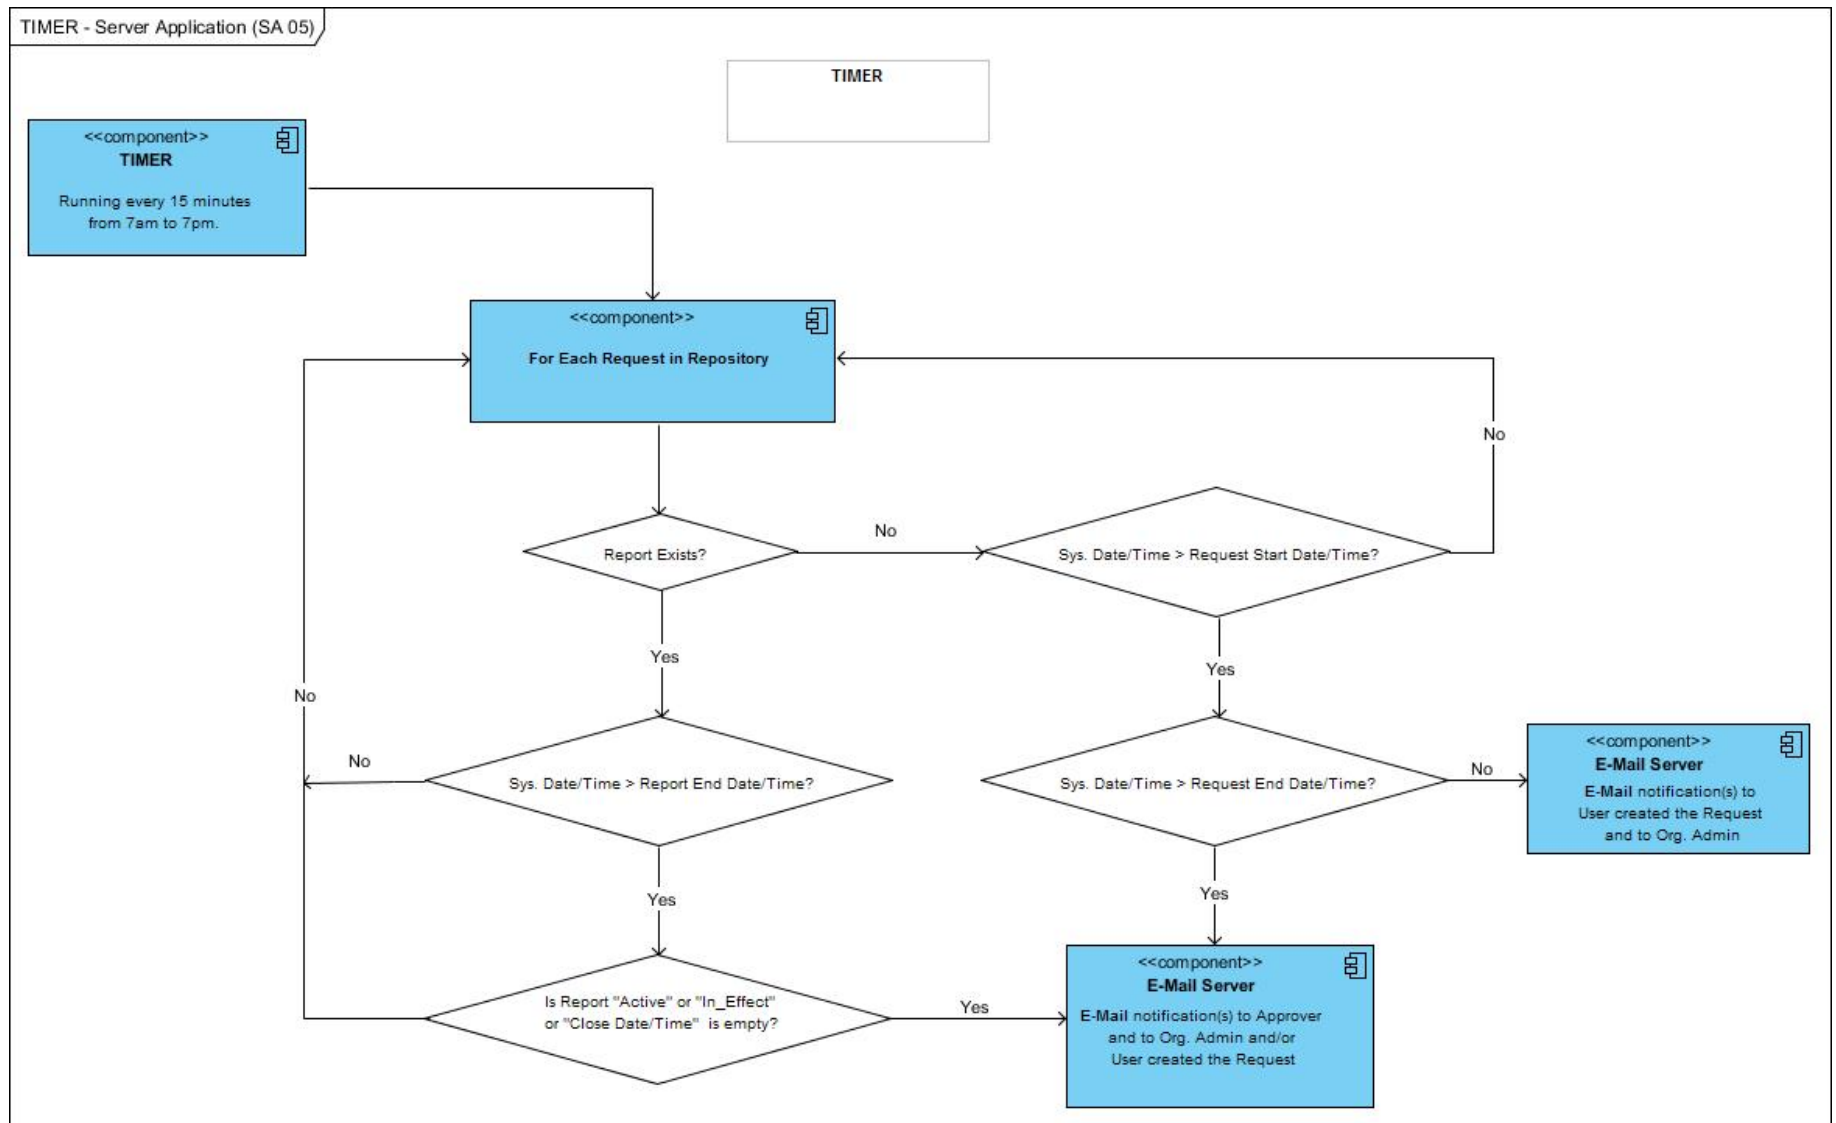 TIMER - Server Application (SA 05)
TIMER
<<component>>
TIMER
Running every 15 minutes
from 7am to 7pm.
<<component>>
For Each Request in Repository
No
Report Exists?
No
Sys. Date/Time > Request Start Date/Time?
Yes
Yes
No
No
Sys. Date/Time > Report End Date/Time?
Sys. Date/Time > Request End Date/Time?
No
<<component>>
E-Mail Server
E-Mail notification(s) to
User created the Request
and to Org. Admin
Yes
Yes
Is Report "Active" or "In_Effect"
or "Close Date/Time" is empty?
Yes
<<component>>
E-Mail Server
E-Mail notification(s) to Approver
and to Org. Admin and/or
User created the Request